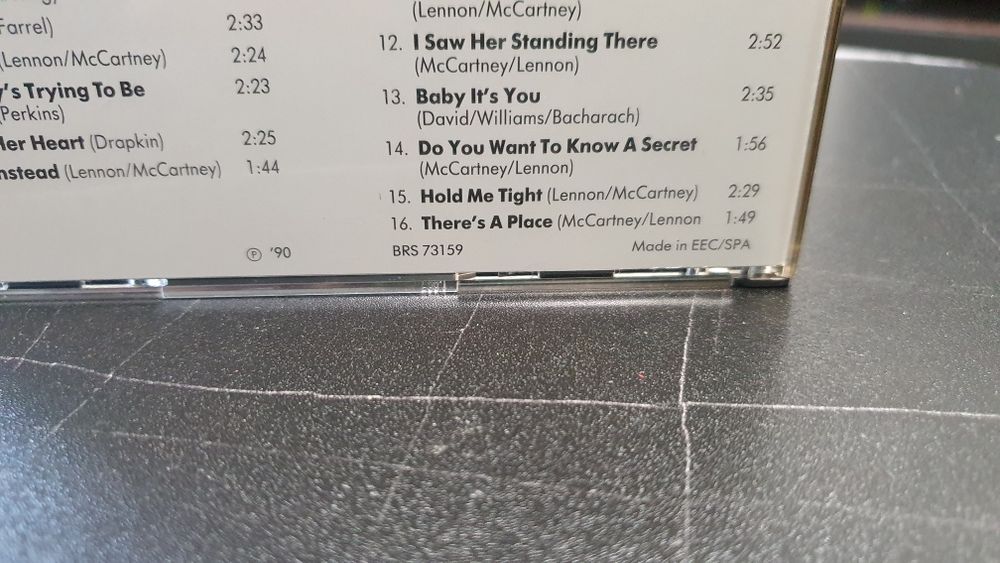 Farrel) 2:33
(Lennon/McCartney) 2:24
y's Trying To Be 2:23
Perkins)
Her Heart (Drapkin) 2:25
nstead (Lennon/McCartney) 1:44
℗ '90
(Lennon/McCartney)
12. I Saw Her Standing There 2:52
(McCartney/Lennon)
13. Baby It's You 2:35
(David/Williams/Bacharach)
14. Do You Want To Know A Secret 1:56
(McCartney/Lennon)
15. Hold Me Tight (Lennon/McCartney) 2:29
16. There's A Place (McCartney/Lennon 1:49
BRS 73159 Made in EEC/SPA